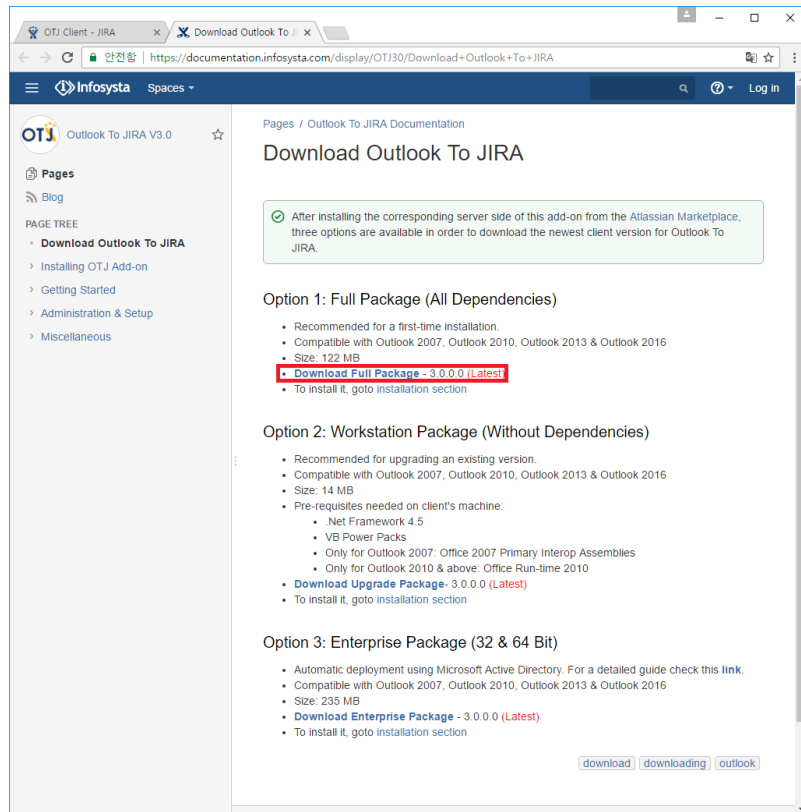 OTJ Client - JIRA
Download Outlook To J
안전함 | https://documentation.infosysta.com/display/OTJ30/Download+Outlook+To+JIRA
Infosysta Spaces Log in
OTJ Outlook To JIRA V3.0
Pages
Blog
PAGE TREE
Download Outlook To JIRA
Installing OTJ Add-on
Getting Started
Administration & Setup
Miscellaneous
Pages / Outlook To JIRA Documentation
Download Outlook To JIRA
After installing the corresponding server side of this add-on from the Atlassian Marketplace,
three options are available in order to download the newest client version for Outlook To
JIRA.
Option 1: Full Package (All Dependencies)
• Recommended for a first-time installation.
• Compatible with Outlook 2007, Outlook 2010, Outlook 2013 & Outlook 2016
• Size: 122 MB
• Download Full Package - 3.0.0.0 (Latest)
• To install it, goto installation section
Option 2: Workstation Package (Without Dependencies)
• Recommended for upgrading an existing version.
• Compatible with Outlook 2007, Outlook 2010, Outlook 2013 & Outlook 2016
• Size: 14 MB
• Pre-requisites needed on client's machine:
• .Net Framework 4.5
• VB Power Packs
• Only for Outlook 2007: Office 2007 Primary Interop Assemblies
• Only for Outlook 2010 & above: Office Run-time 2010
• Download Upgrade Package- 3.0.0.0 (Latest)
• To install it, goto installation section
Option 3: Enterprise Package (32 & 64 Bit)
• Automatic deployment using Microsoft Active Directory. For a detailed guide check this link.
• Compatible with Outlook 2007, Outlook 2010, Outlook 2013 & Outlook 2016
• Size: 235 MB
• Download Enterprise Package - 3.0.0.0 (Latest)
• To install it, goto installation section
download downloading outlook